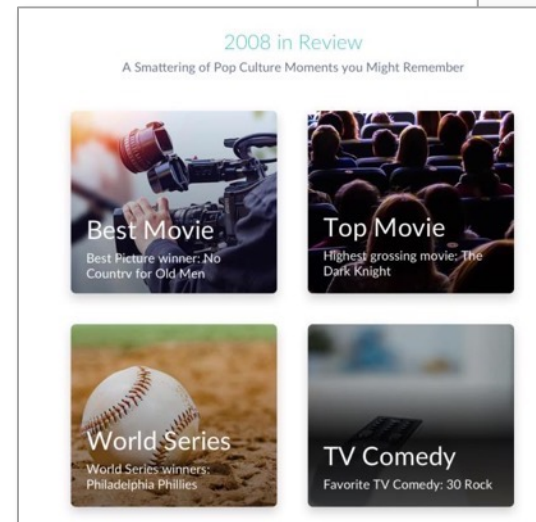 2008 in Review
A Smattering of Pop Culture Moments you Might Remember
Best Movie
Best Picture winner: No
Country for Old Men
Top Movie
Highest grossing movie: The
Dark Knight
World Series
World Series winners:
Philadelphia Phillies
TV Comedy
Favorite TV Comedy: 30 Rock